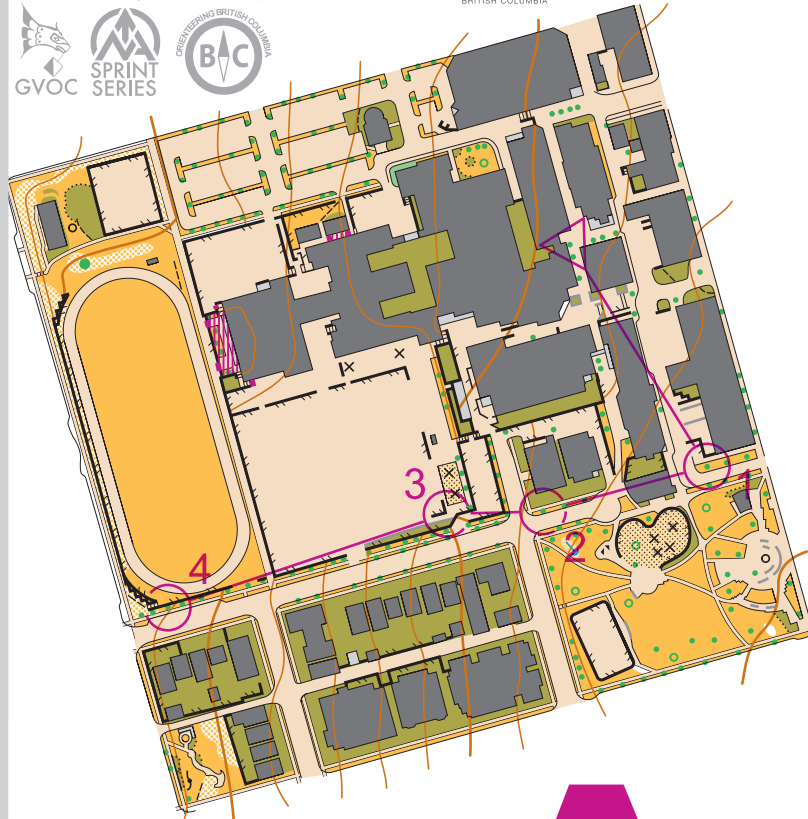 BRITISH COLUMBIA
GVOC
SPRINT
SERIES
ORIENTEERING BRITISH COLUMBIA
B C
3
1
2
4